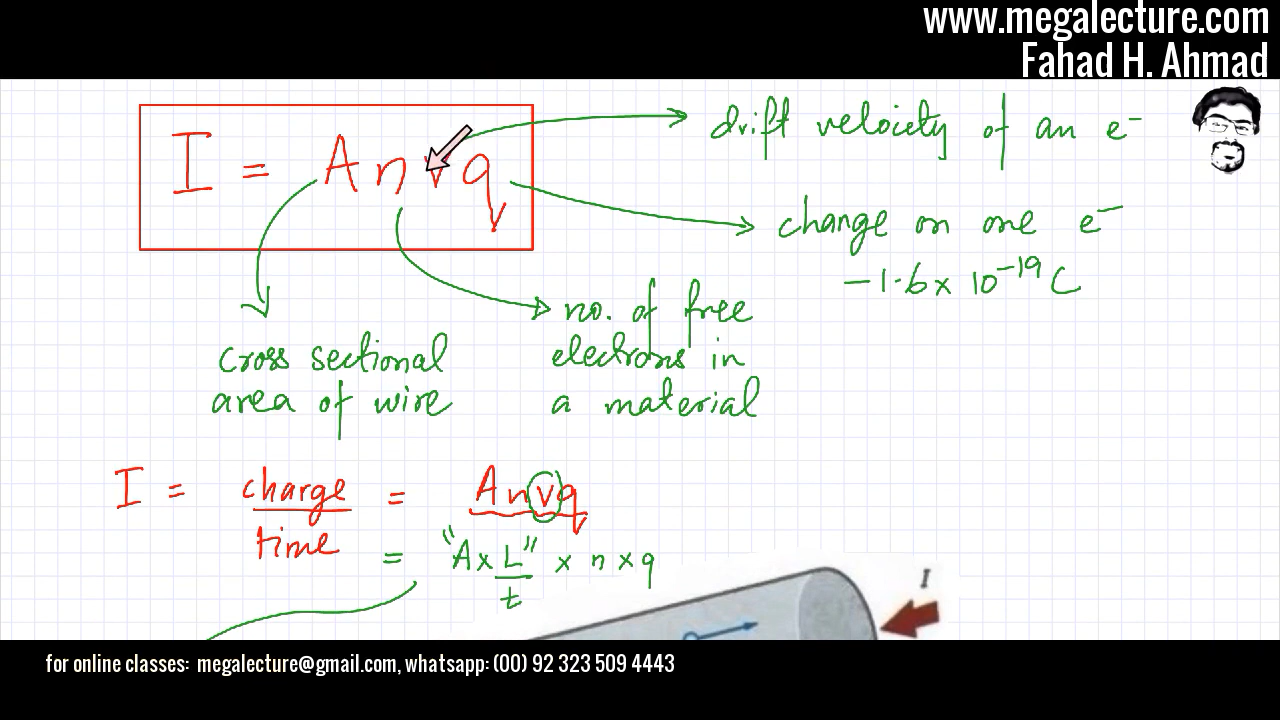 www.megalecture.com
Fahad H. Ahmad
I = Anvq
drift velocity of an e⁻
change on one e⁻
−1.6 x 10⁻¹⁹ C
cross sectional
area of wire
no. of free
electrons in
a material
I = charge/time = Anvq
= "A x L"/t x n x q
I
for online classes: megalecture@gmail.com, whatsapp: (00) 92 323 509 4443